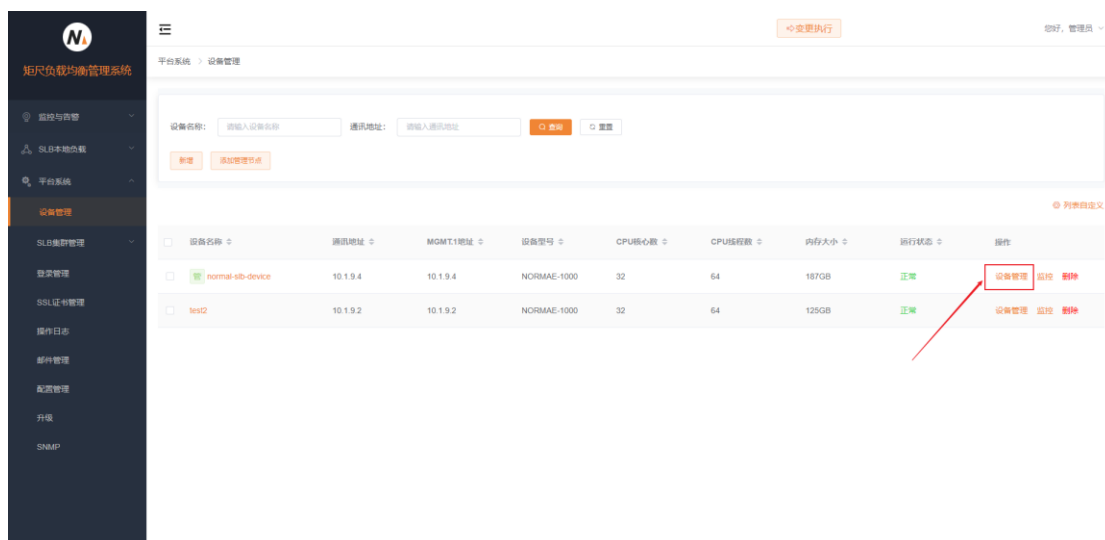 变更执行
您好，管理员
矩尺负载均衡管理系统
平台系统 > 设备管理
监控与告警
SLB本地负载
平台系统
设备管理
SLB集群管理
登录管理
SSL证书管理
操作日志
邮件管理
配置管理
升级
SNMP
设备名称： 请输入设备名称 通讯地址： 请输入通讯地址 查询 重置
新增 添加管理节点
列表自定义
设备名称 通讯地址 MGMT.1地址 设备型号 CPU核心数 CPU线程数 内存大小 运行状态 操作
管 normal-slb-device 10.1.9.4 10.1.9.4 NORMAE-1000 32 64 187GB 正常 设备管理 监控 删除
test2 10.1.9.2 10.1.9.2 NORMAE-1000 32 64 125GB 正常 设备管理 监控 删除